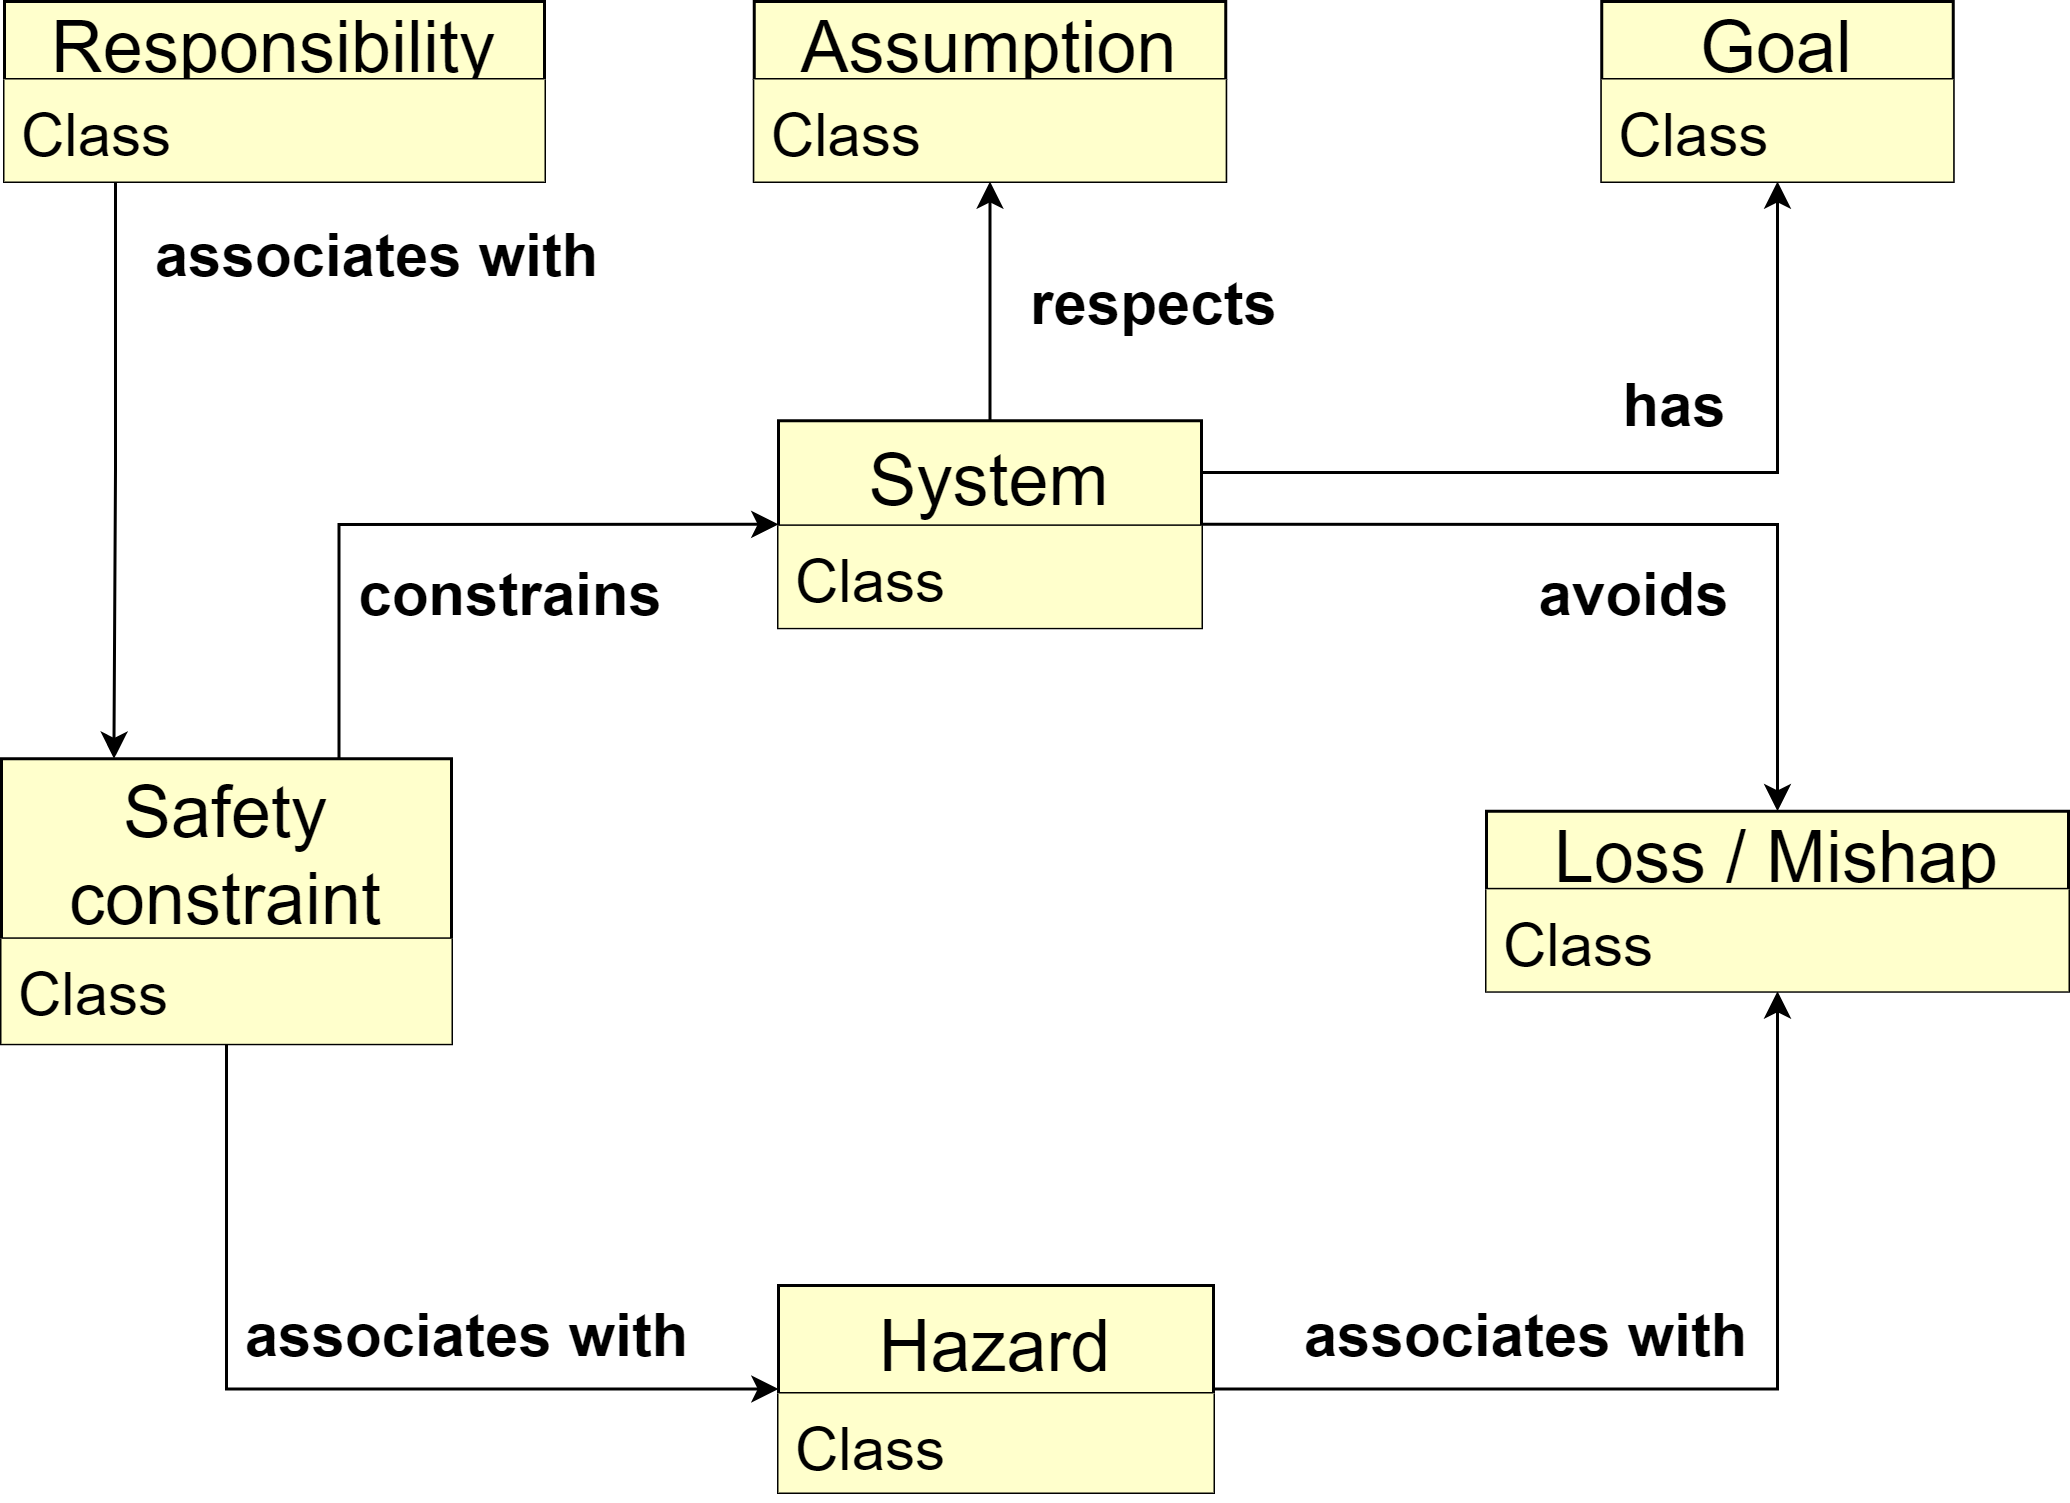 Responsibility
Class
Assumption
Class
Goal
Class
associates with
respects
has
System
Class
constrains
avoids
Safety
constraint
Class
Loss / Mishap
Class
associates with
Hazard
Class
associates with